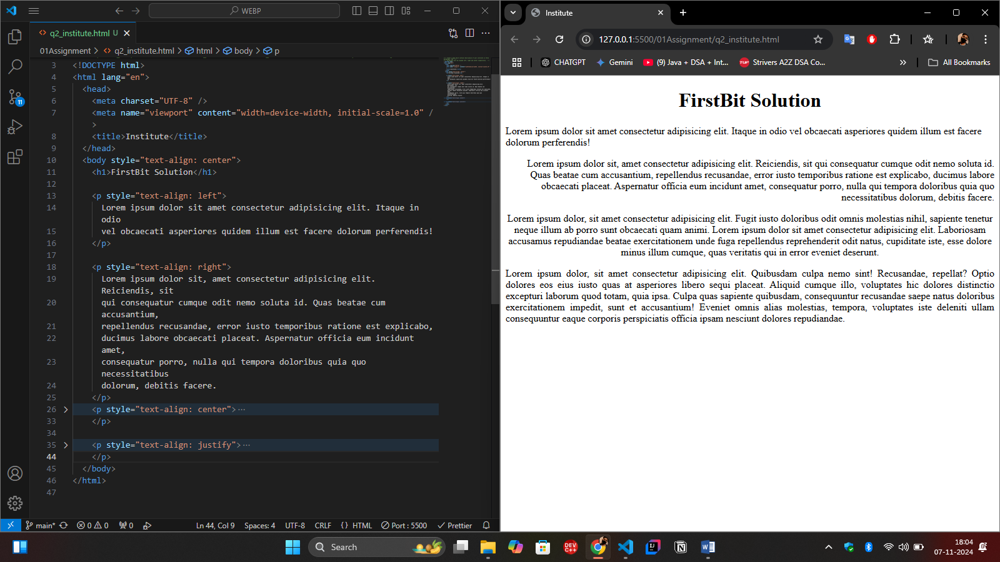 WEBP
q2_institute.html U
01Assignment > q2_institute.html > html > body > p
3 <!DOCTYPE html>
4 <html lang="en">
5 <head>
6 <meta charset="UTF-8" />
7 <meta name="viewport" content="width=device-width, initial-scale=1.0" /
>
8 <title>Institute</title>
9 </head>
10 <body style="text-align: center">
11 <h1>FirstBit Solution</h1>
12
13 <p style="text-align: left">
14 Lorem ipsum dolor sit amet consectetur adipisicing elit. Itaque in
odio
15 vel obcaecati asperiores quidem illum est facere dolorum perferendis!
16 </p>
17
18 <p style="text-align: right">
19 Lorem ipsum dolor sit, amet consectetur adipisicing elit.
Reiciendis, sit
20 qui consequatur cumque odit nemo soluta id. Quas beatae cum
accusantium,
21 repellendus recusandae, error iusto temporibus ratione est explicabo,
22 ducimus labore obcaecati placeat. Aspernatur officia eum incidunt
amet,
23 consequatur porro, nulla qui tempora doloribus quia quo
necessitatibus
24 dolorum, debitis facere.
25 </p>
26 <p style="text-align: center">…
33 </p>
34
35 <p style="text-align: justify">…
44 </p>
45 </body>
46 </html>
47
11
main* 0 0 0 Ln 44, Col 9 Spaces: 4 UTF-8 CRLF {} HTML Port : 5500 Prettier
Institute
127.0.0.1:5500/01Assignment/q2_institute.html
CHATGPT Gemini (9) Java + DSA + Int... TUF Strivers A2Z DSA Co... » All Bookmarks
FirstBit Solution
Lorem ipsum dolor sit amet consectetur adipisicing elit. Itaque in odio vel obcaecati asperiores quidem illum est facere
dolorum perferendis!
Lorem ipsum dolor sit, amet consectetur adipisicing elit. Reiciendis, sit qui consequatur cumque odit nemo soluta id.
Quas beatae cum accusantium, repellendus recusandae, error iusto temporibus ratione est explicabo, ducimus labore
obcaecati placeat. Aspernatur officia eum incidunt amet, consequatur porro, nulla qui tempora doloribus quia quo
necessitatibus dolorum, debitis facere.
Lorem ipsum dolor, sit amet consectetur adipisicing elit. Fugit iusto doloribus odit omnis molestias nihil, sapiente tenetur
neque illum ab porro sunt obcaecati quam animi. Lorem ipsum dolor sit amet consectetur adipisicing elit. Laboriosam
accusamus repudiandae beatae exercitationem unde fuga repellendus reprehenderit odit natus, cupiditate iste, esse dolore
minus illum cumque, quas veritatis qui in error eveniet deserunt.
Lorem ipsum dolor, sit amet consectetur adipisicing elit. Quibusdam culpa nemo sint! Recusandae, repellat? Optio
dolores eos eius iusto quas at asperiores libero sequi placeat. Aliquid cumque illo, voluptates hic dolores distinctio
excepturi laborum quod totam, quia ipsa. Culpa quas sapiente quibusdam, consequuntur recusandae saepe natus doloribus
exercitationem impedit, sunt et accusantium! Eveniet omnis alias molestias, tempora, voluptates iste deleniti ullam
consequuntur eaque corporis perspiciatis officia ipsam nesciunt dolores repudiandae.
Search
DEV
C++
18:04
07-11-2024